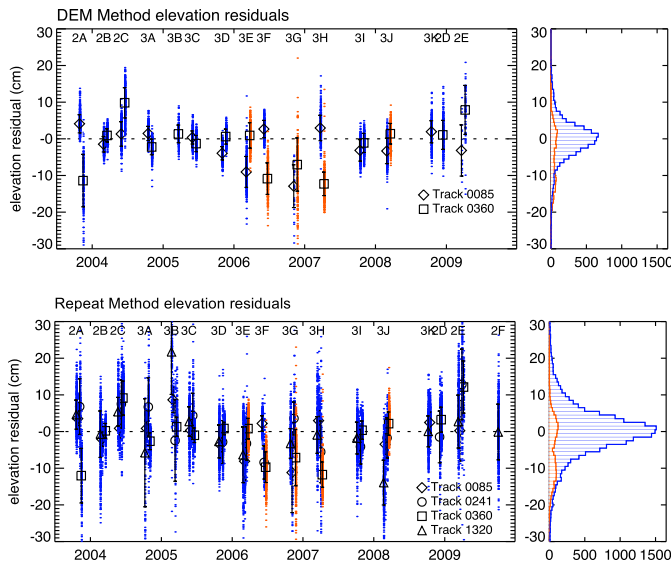 DEM Method elevation residuals
30
2A 2B 2C 3A 3B 3C 3D 3E 3F 3G 3H 3I 3J 3K 2D 2E
30
20
20
10
10
-0
-0
-10
-10
-20
-20
-30
-30
elevation residual (cm)
Track 0085
Track 0360
2004 2005 2006 2007 2008 2009
0 500 1000 1500
Repeat Method elevation residuals
30
2A 2B 2C 3A 3B 3C 3D 3E 3F 3G 3H 3I 3J 3K 2D 2E 2F
30
20
20
10
10
-0
-0
-10
-10
-20
-20
-30
-30
elevation residual (cm)
Track 0085
Track 0241
Track 0360
Track 1320
2004 2005 2006 2007 2008 2009
0 500 1000 1500